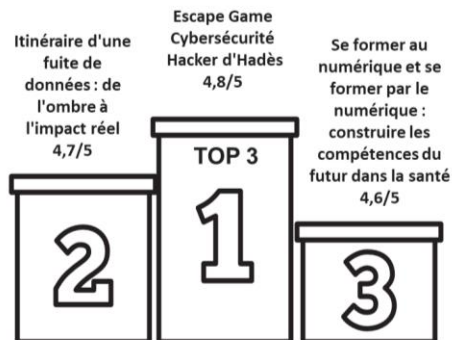 Itinéraire d'une
fuite de
données : de
l'ombre à
l'impact réel
4,7/5
Escape Game
Cybersécurité
Hacker d'Hadès
4,8/5
Se former au
numérique et se
former par le
numérique :
construire les
compétences du
futur dans la santé
4,6/5
TOP 3
2
1
3